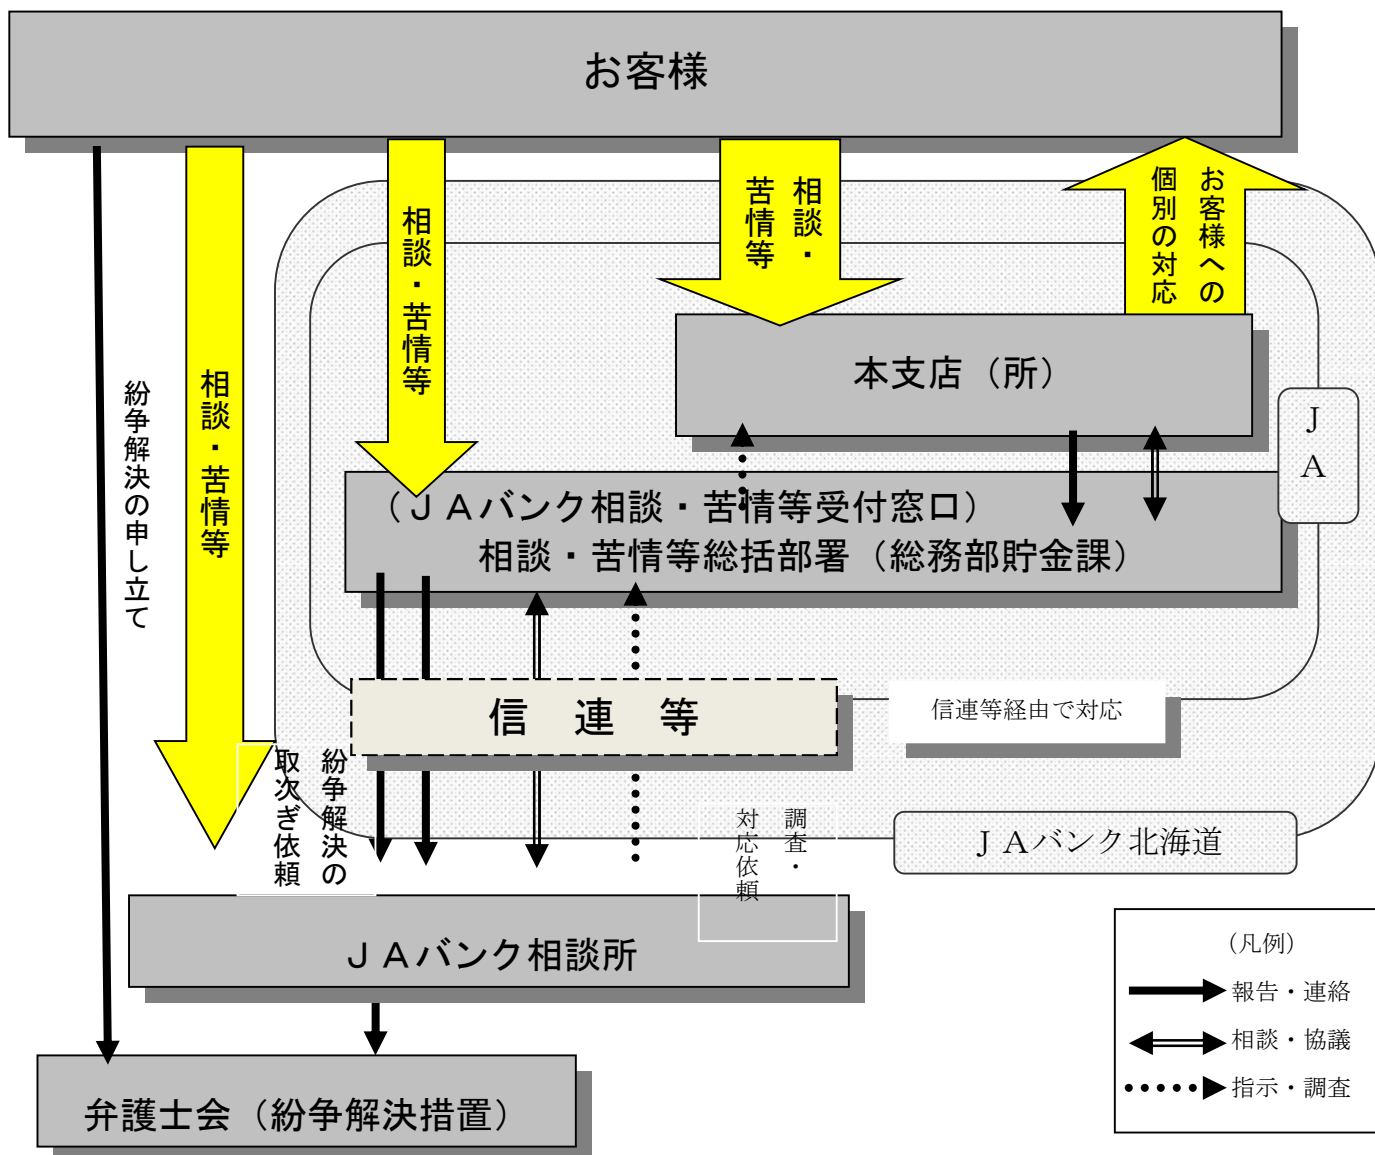 お客様
相談・苦情等
相談・
苦情等
お客様への
個別の対応
相談・苦情等
紛争解決の申し立て
本支店（所）
ＪＡ
（ＪＡバンク相談・苦情等受付窓口）
相談・苦情等総括部署（総務部貯金課）
信連等
信連等経由で対応
紛争解決の
取次ぎ依頼
調査・
対応依頼
ＪＡバンク北海道
ＪＡバンク相談所
弁護士会（紛争解決措置）
（凡例）
報告・連絡
相談・協議
指示・調査